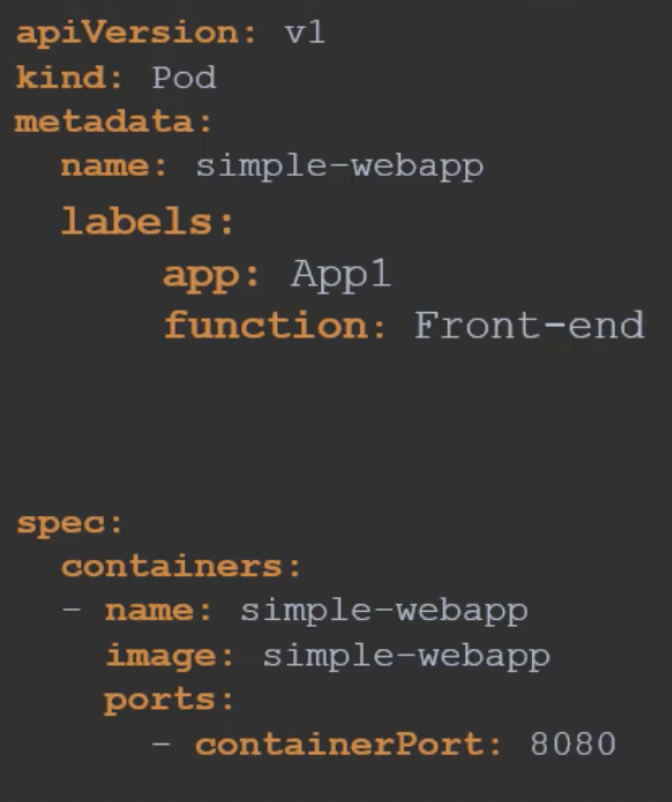 apiVersion: v1
kind: Pod
metadata:
  name: simple-webapp
  labels:
      app: App1
      function: Front-end
spec:
  containers:
  - name: simple-webapp
    image: simple-webapp
    ports:
      - containerPort: 8080